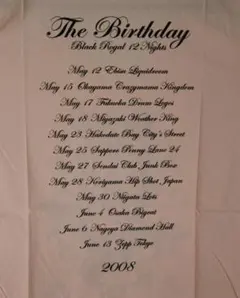 The Birthday
Black Regal 12 Nights
May 12 Ebisu Liquidroom
May 15 Okayama Crazymama Kingdom
May 17 Fukuoka Drum Logos
May 18 Miyazaki Weather King
May 23 Hakodate Bay City's Street
May 25 Sapporo Penny Lane 24
May 27 Sendai Club Junk Box
May 28 Koriyama Hip Shot Japan
May 30 Niigata Lots
June 4 Osaka Bigcat
June 6 Nagoya Diamond Hall
June 13 Zepp Tokyo
2008